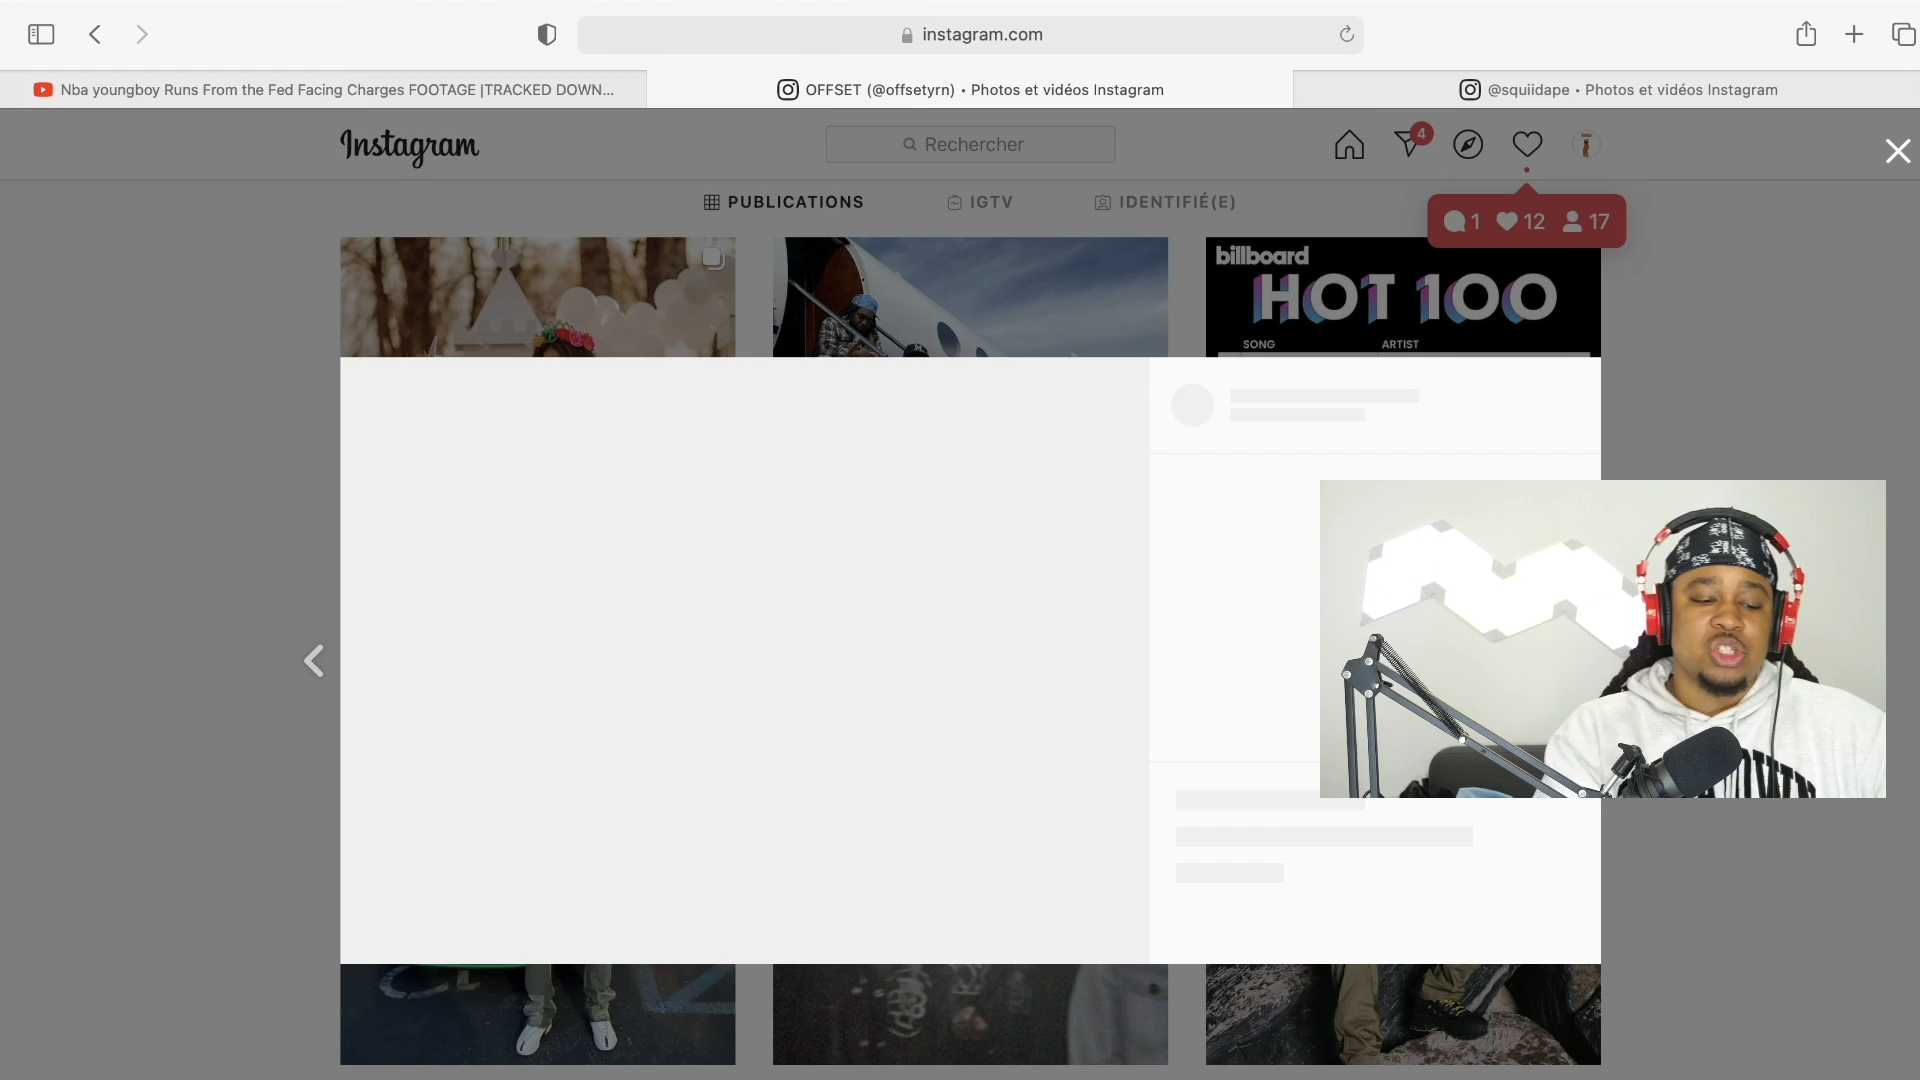 instagram.com
Nba youngboy Runs From the Fed Facing Charges FOOTAGE |TRACKED DOWN...
OFFSET (@offsetyrn) • Photos et vidéos Instagram
@squiidape • Photos et vidéos Instagram
Instagram
Rechercher
4
PUBLICATIONS
IGTV
IDENTIFIÉ(E)
1 12 17
billboard
HOT 100
SONG ARTIST